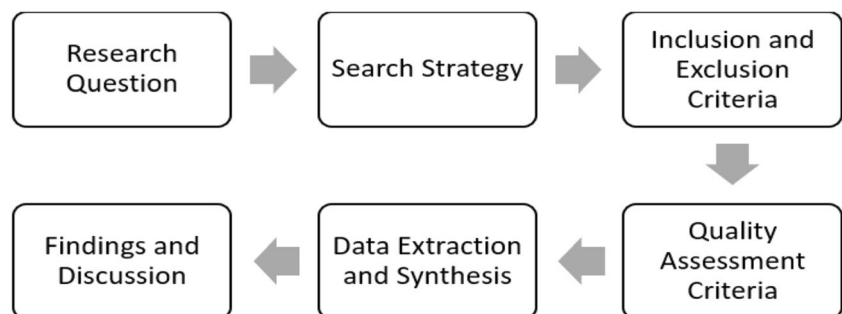 Research
Question
Search Strategy
Inclusion and
Exclusion
Criteria
Quality
Assessment
Criteria
Data Extraction
and Synthesis
Findings and
Discussion